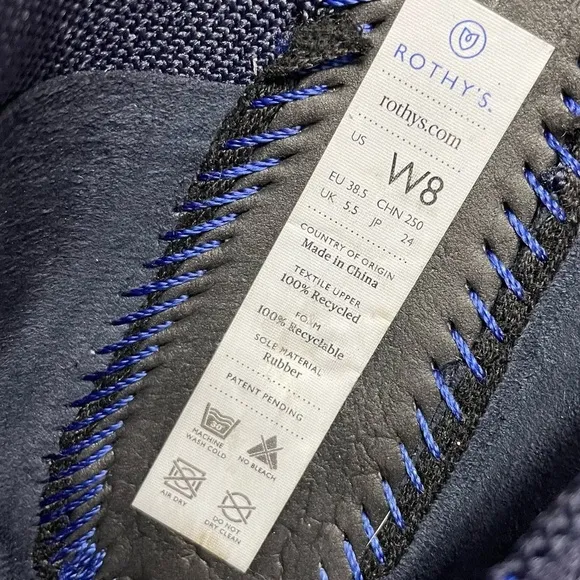 ROTHY'S.
rothys.com
US W8
EU 38.5 CHN 250
UK 5.5 JP 24
COUNTRY OF ORIGIN
Made in China
TEXTILE UPPER
100% Recycled
FOAM
100% Recyclable
SOLE MATERIAL
Rubber
PATENT PENDING
30
MACHINE
WASH COLD
NO BLEACH
AIR DRY
DO NOT
DRY CLEAN